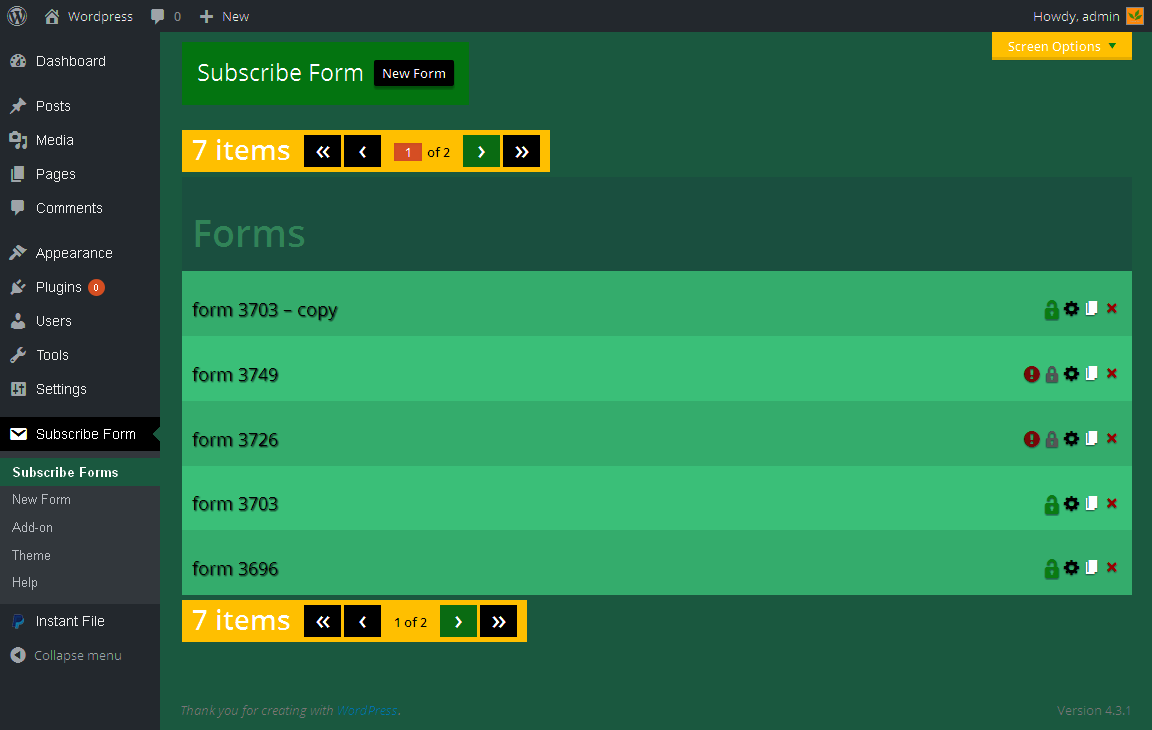 Wordpress 0 New Howdy, admin
Screen Options
Dashboard
Posts
Media
Pages
Comments
Appearance
Plugins 0
Users
Tools
Settings
Subscribe Form
Subscribe Forms
New Form
Add-on
Theme
Help
Instant File
Collapse menu
Subscribe Form New Form
7 items « ‹ 1 of 2 › »
Forms
form 3703 – copy
form 3749
form 3726
form 3703
form 3696
7 items « ‹ 1 of 2 › »
Thank you for creating with WordPress. Version 4.3.1